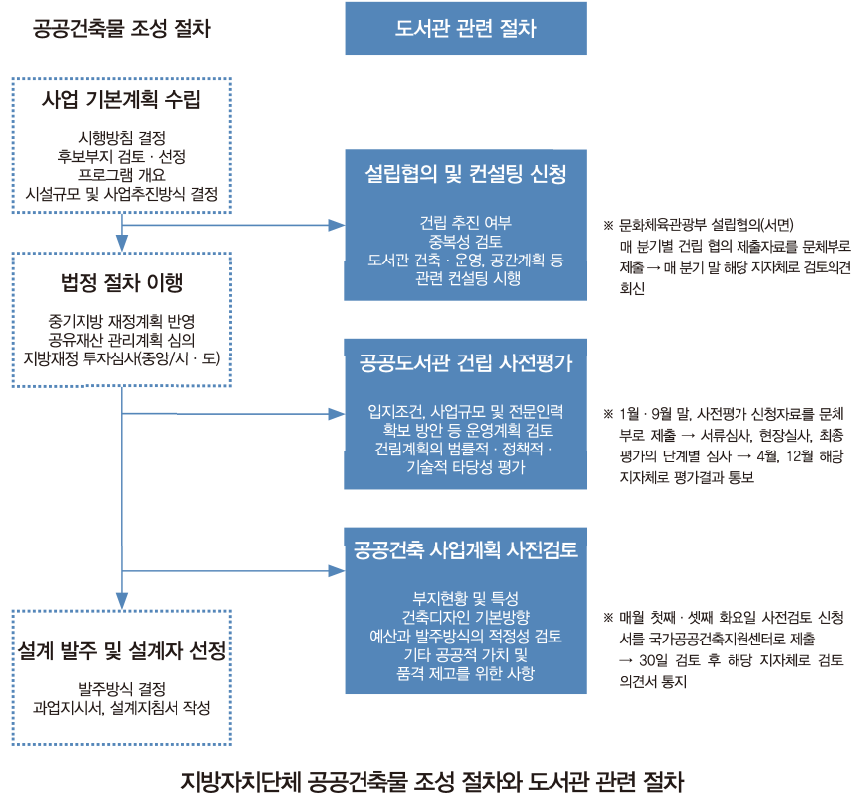 공공건축물 조성 절차
도서관 관련 절차
사업 기본계획 수립
시행방침 결정
후보부지 검토 · 선정
프로그램 개요
시설규모 및 사업추진방식 결정
설립협의 및 컨설팅 신청
건립 추진 여부
중복성 검토
도서관 건축 · 운영, 공간계획 등
관련 컨설팅 시행
※ 문화체육관광부 설립협의(서면)
매 분기별 건립 협의 제출자료를 문체부로
제출 → 매 분기 말 해당 지자체로 검토의견
회신
법정 절차 이행
중기지방 재정계획 반영
공유재산 관리계획 심의
지방재정 투자심사(중앙/시 · 도)
공공도서관 건립 사전평가
입지조건, 사업규모 및 전문인력
확보 방안 등 운영계획 검토
건립계획의 법률적 · 정책적 ·
기술적 타당성 평가
※ 1월 · 9월 말, 사전평가 신청자료를 문체
부로 제출 → 서류심사, 현장실사, 최종
평가의 단계별 심사 → 4월, 12월 해당
지자체로 평가결과 통보
공공건축 사업계획 사전검토
부지현황 및 특성
건축디자인 기본방향
예산과 발주방식의 적정성 검토
기타 공공적 가치 및
품격 제고를 위한 사항
※ 매월 첫째 · 셋째 화요일 사전검토 신청
서를 국가공공건축지원센터로 제출
→ 30일 검토 후 해당 지자체로 검토
의견서 통지
설계 발주 및 설계자 선정
발주방식 결정
과업지시서, 설계지침서 작성
지방자치단체 공공건축물 조성 절차와 도서관 관련 절차